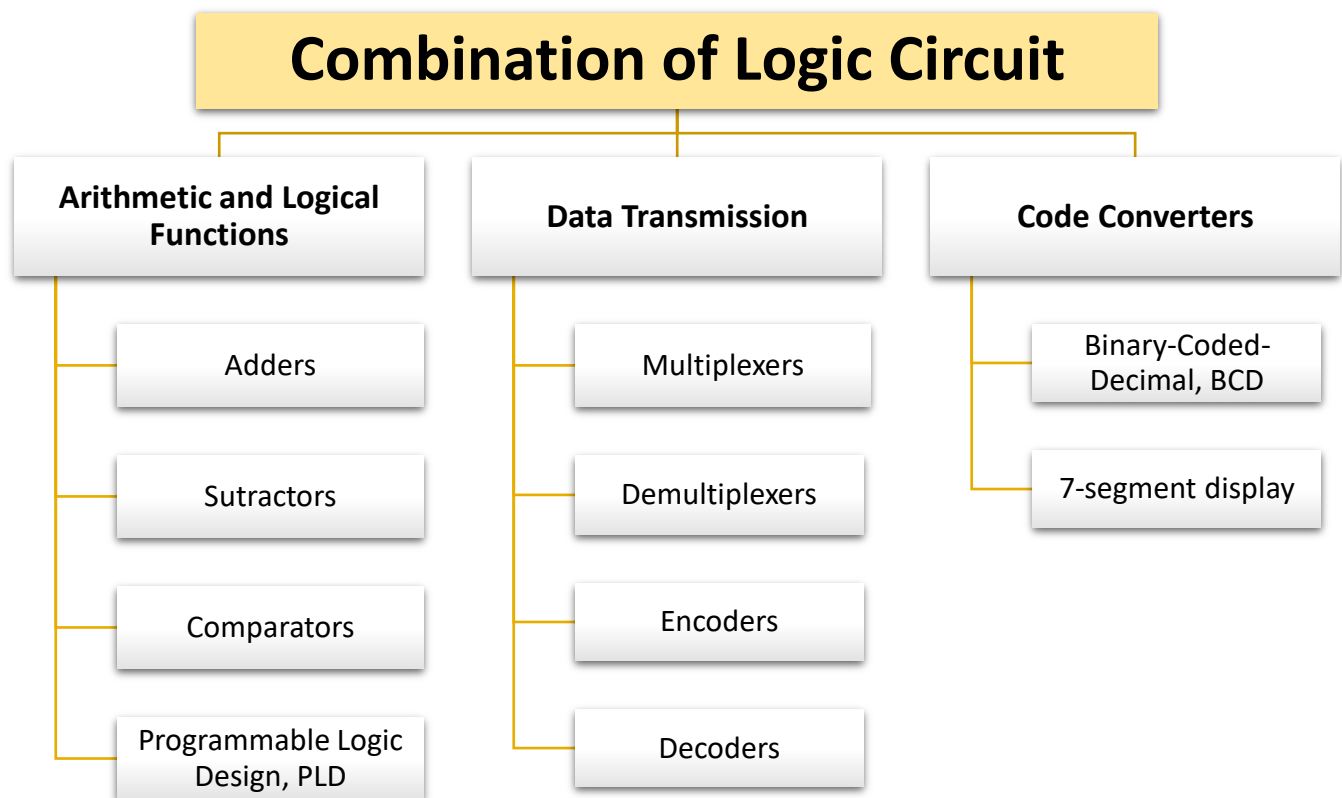 Combination of Logic Circuit
Arithmetic and Logical
Functions
Adders
Sutractors
Comparators
Programmable Logic
Design, PLD
Data Transmission
Multiplexers
Demultiplexers
Encoders
Decoders
Code Converters
Binary-Coded-
Decimal, BCD
7-segment display